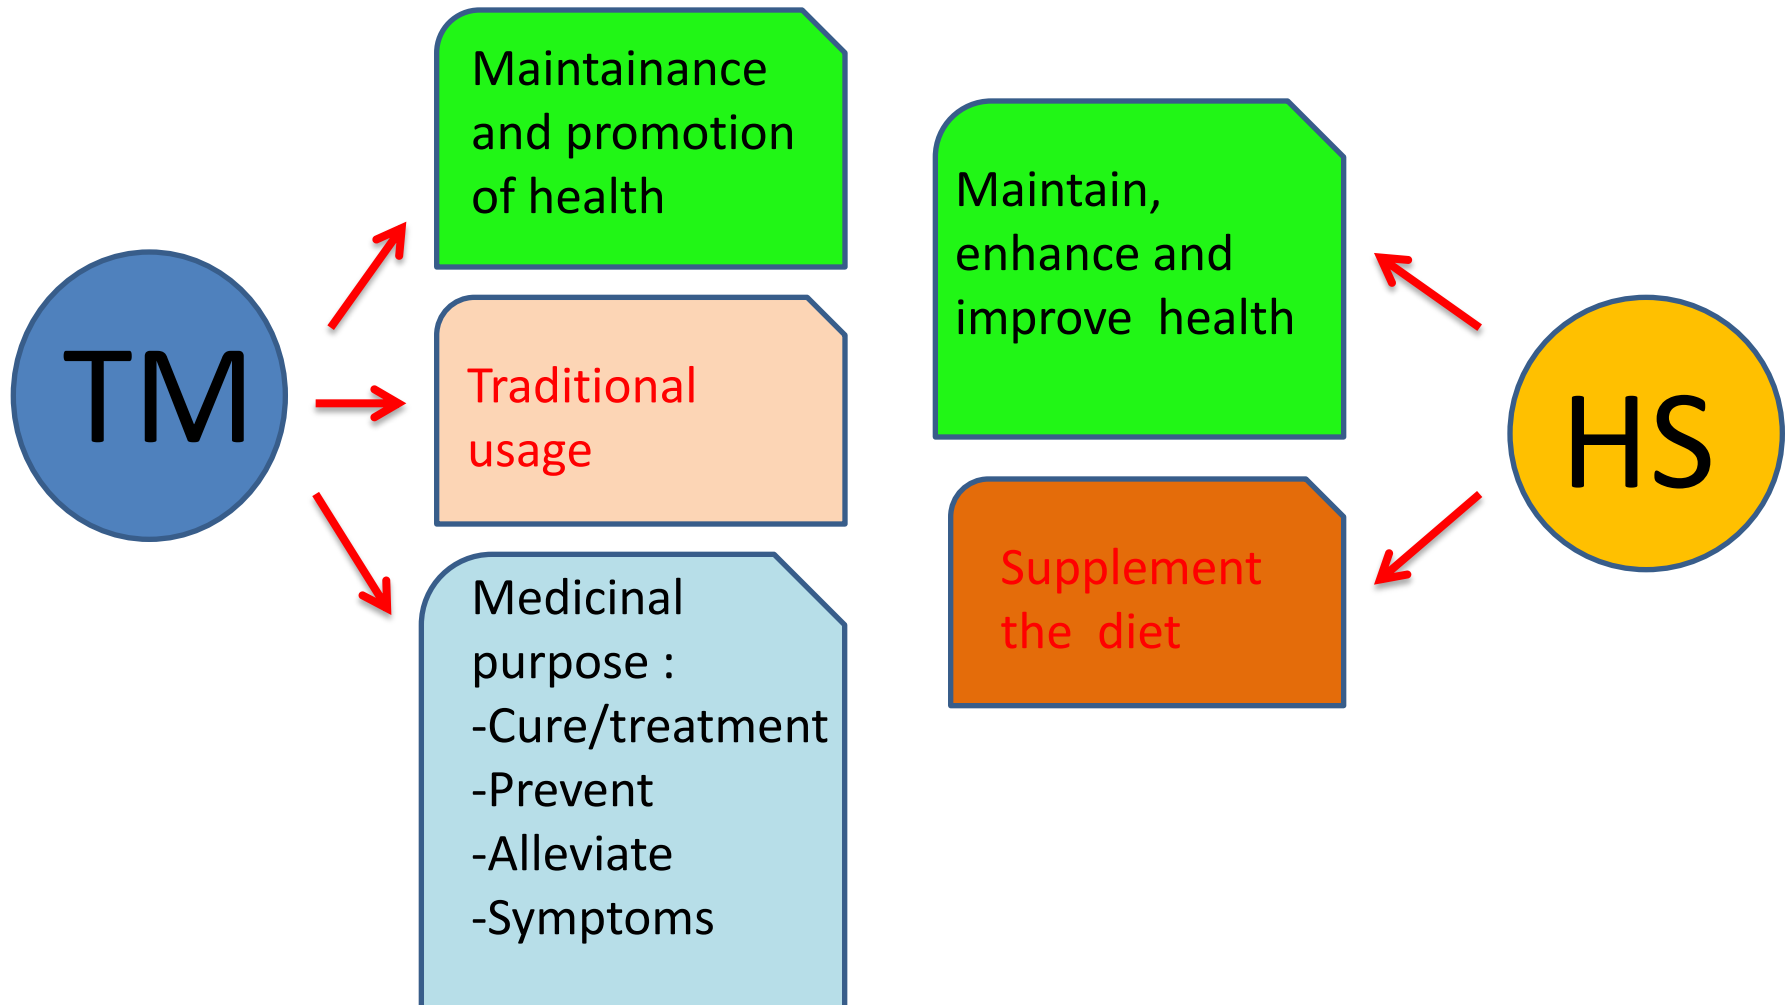 TM
Maintainance
and promotion
of health
Traditional
usage
Medicinal
purpose :
-Cure/treatment
-Prevent
-Alleviate
-Symptoms
Maintain,
enhance and
improve  health
Supplement
the  diet
HS